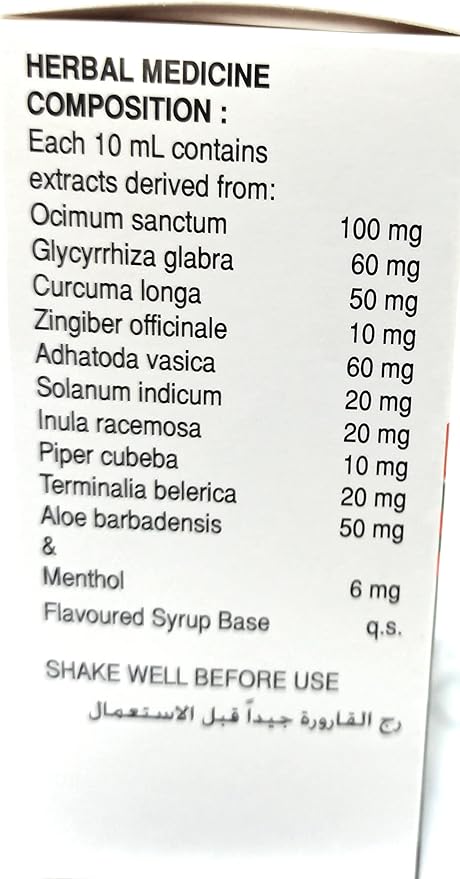 HERBAL MEDICINE
COMPOSITION :
Each 10 mL contains
extracts derived from:
Ocimum sanctum 100 mg
Glycyrrhiza glabra 60 mg
Curcuma longa 50 mg
Zingiber officinale 10 mg
Adhatoda vasica 60 mg
Solanum indicum 20 mg
Inula racemosa 20 mg
Piper cubeba 10 mg
Terminalia belerica 20 mg
Aloe barbadensis 50 mg
&
Menthol 6 mg
Flavoured Syrup Base q.s.
SHAKE WELL BEFORE USE
رج القارورة جيداً قبل الاستعمال